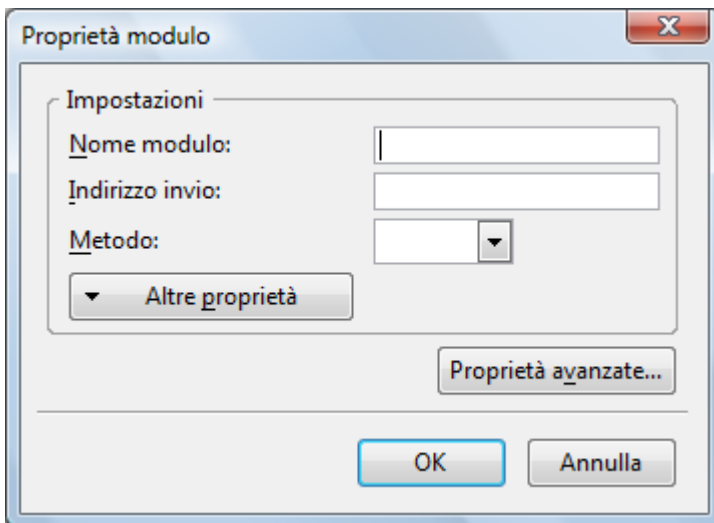 Proprietà modulo
Impostazioni
Nome modulo:
Indirizzo invio:
Metodo:
Altre proprietà
Proprietà avanzate...
OK Annulla